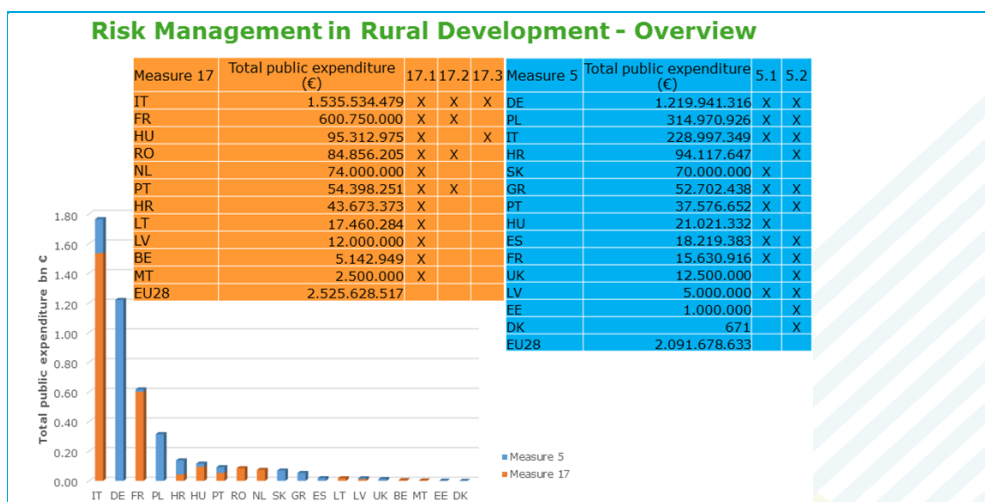 Risk Management in Rural Development - Overview
Measure 17 Total public expenditure (€) 17.1 17.2 17.3
IT 1.535.534.479 X X X
FR 600.750.000 X X
HU 95.312.975 X X
RO 84.856.205 X X
NL 74.000.000 X
PT 54.398.251 X X
HR 43.673.373 X
LT 17.460.284 X
LV 12.000.000 X
BE 5.142.949 X
MT 2.500.000 X
EU28 2.525.628.517
Measure 5 Total public expenditure (€) 5.1 5.2
DE 1.219.941.316 X X
PL 314.970.926 X X
IT 228.997.349 X X
HR 94.117.647 X
SK 70.000.000 X
GR 52.702.438 X X
PT 37.576.652 X X
HU 21.021.332 X
ES 18.219.383 X X
FR 15.630.916 X X
UK 12.500.000 X
LV 5.000.000 X X
EE 1.000.000 X
DK 671 X
EU28 2.091.678.633
Total public expenditure bn €
1.80
1.60
1.40
1.20
1.00
0.80
0.60
0.40
0.20
0.00
IT DE FR PL HR HU PT RO NL SK GR ES LT LV UK BE MT EE DK
Measure 5
Measure 17